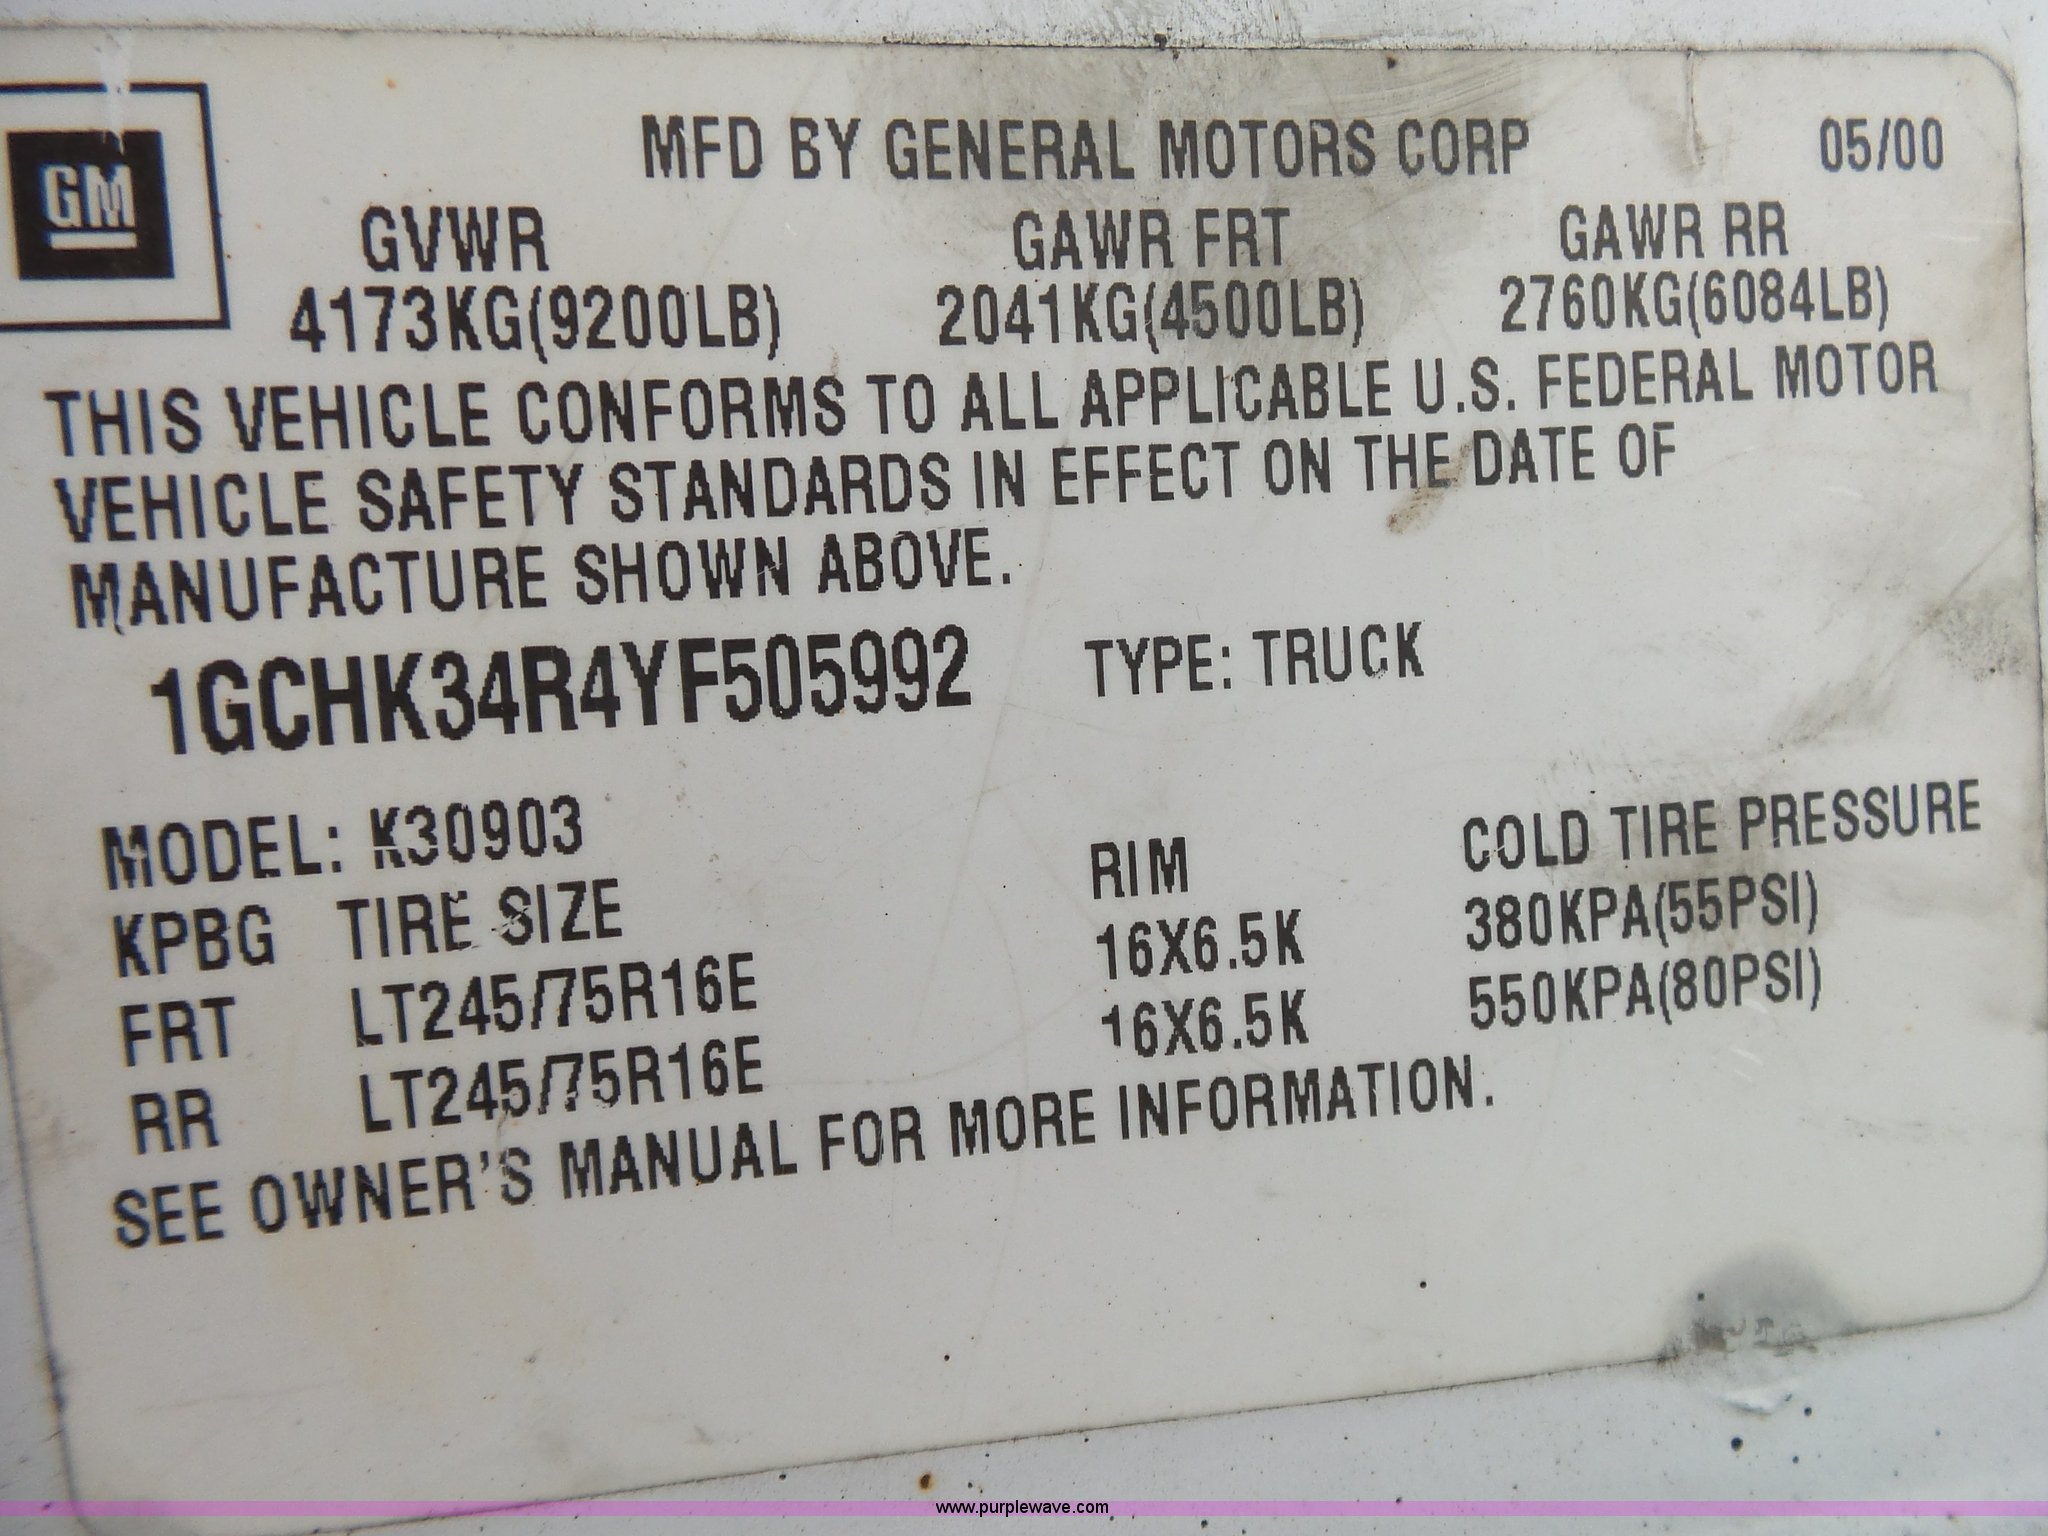 GM
MFD BY GENERAL MOTORS CORP 05/00
GVWR GAWR FRT GAWR RR
4173KG(9200LB) 2041KG(4500LB) 2760KG(6084LB)
THIS VEHICLE CONFORMS TO ALL APPLICABLE U.S. FEDERAL MOTOR
VEHICLE SAFETY STANDARDS IN EFFECT ON THE DATE OF
MANUFACTURE SHOWN ABOVE.
1GCHK34R4YF505992 TYPE: TRUCK
MODEL: K30903
KPBG TIRE SIZE RIM COLD TIRE PRESSURE
FRT LT245/75R16E 16X6.5K 380KPA(55PSI)
RR LT245/75R16E 16X6.5K 550KPA(80PSI)
SEE OWNER'S MANUAL FOR MORE INFORMATION.
www.purplewave.com